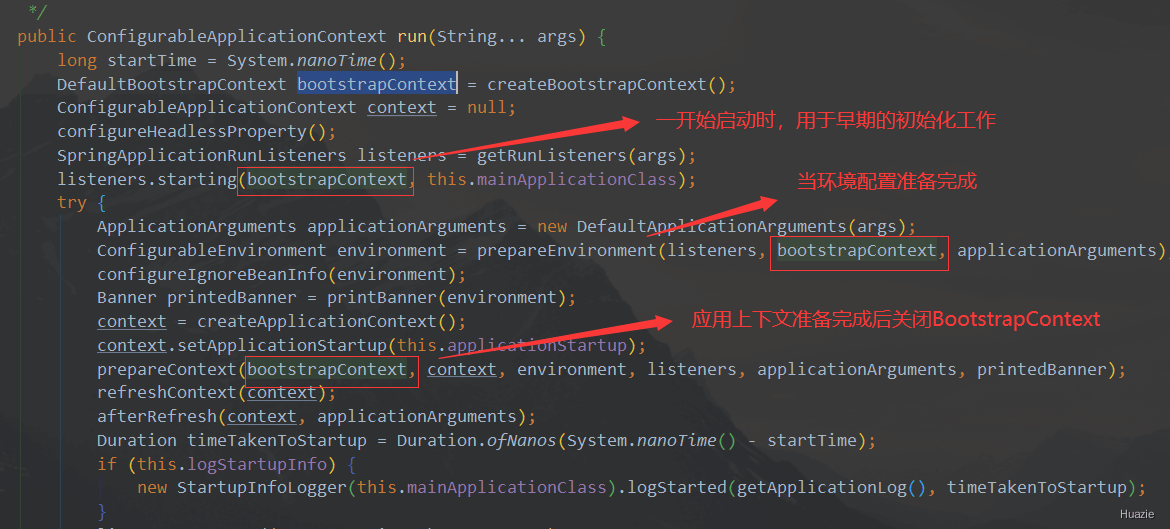 */
public ConfigurableApplicationContext run(String... args) {
long startTime = System.nanoTime();
DefaultBootstrapContext bootstrapContext = createBootstrapContext();
ConfigurableApplicationContext context = null;
configureHeadlessProperty();
一开始启动时，用于早期的初始化工作
SpringApplicationRunListeners listeners = getRunListeners(args);
listeners.starting(bootstrapContext, this.mainApplicationClass);
当环境配置准备完成
try {
ApplicationArguments applicationArguments = new DefaultApplicationArguments(args);
ConfigurableEnvironment environment = prepareEnvironment(listeners, bootstrapContext, applicationArguments)
configureIgnoreBeanInfo(environment);
Banner printedBanner = printBanner(environment);
context = createApplicationContext();
应用上下文准备完成后关闭BootstrapContext
context.setApplicationStartup(this.applicationStartup);
prepareContext(bootstrapContext, context, environment, listeners, applicationArguments, printedBanner);
refreshContext(context);
afterRefresh(context, applicationArguments);
Duration timeTakenToStartup = Duration.ofNanos(System.nanoTime() - startTime);
if (this.logStartupInfo) {
new StartupInfoLogger(this.mainApplicationClass).logStarted(getApplicationLog(), timeTakenToStartup);
}
Huazie